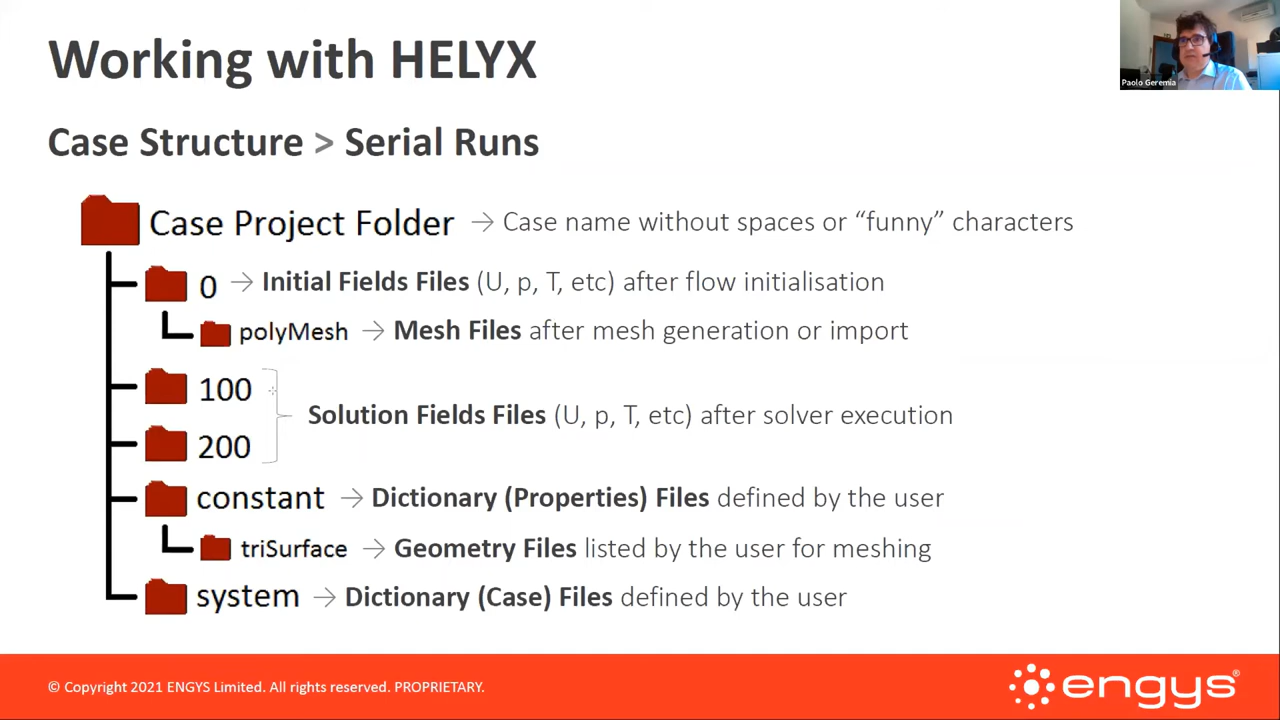 Working with HELYX
Paolo Geremia
Case Structure > Serial Runs
Case Project Folder → Case name without spaces or “funny” characters
0 → Initial Fields Files (U, p, T, etc) after flow initialisation
polyMesh → Mesh Files after mesh generation or import
100
Solution Fields Files (U, p, T, etc) after solver execution
200
constant → Dictionary (Properties) Files defined by the user
triSurface → Geometry Files listed by the user for meshing
system → Dictionary (Case) Files defined by the user
© Copyright 2021 ENGYS Limited. All rights reserved. PROPRIETARY.
engys®